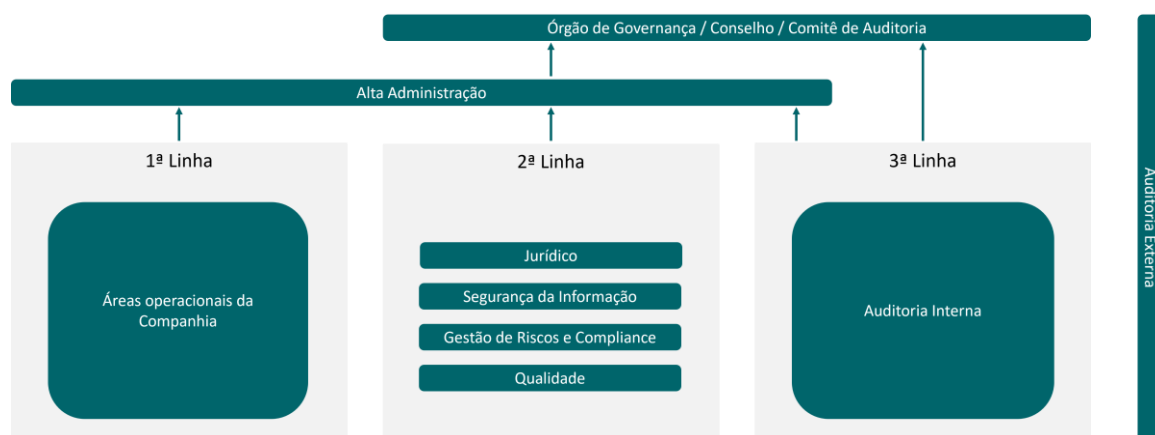 Órgão de Governança / Conselho / Comitê de Auditoria
Alta Administração
1ª Linha
Áreas operacionais da
Companhia
2ª Linha
Jurídico
Segurança da Informação
Gestão de Riscos e Compliance
Qualidade
3ª Linha
Auditoria Interna
Auditoria Externa